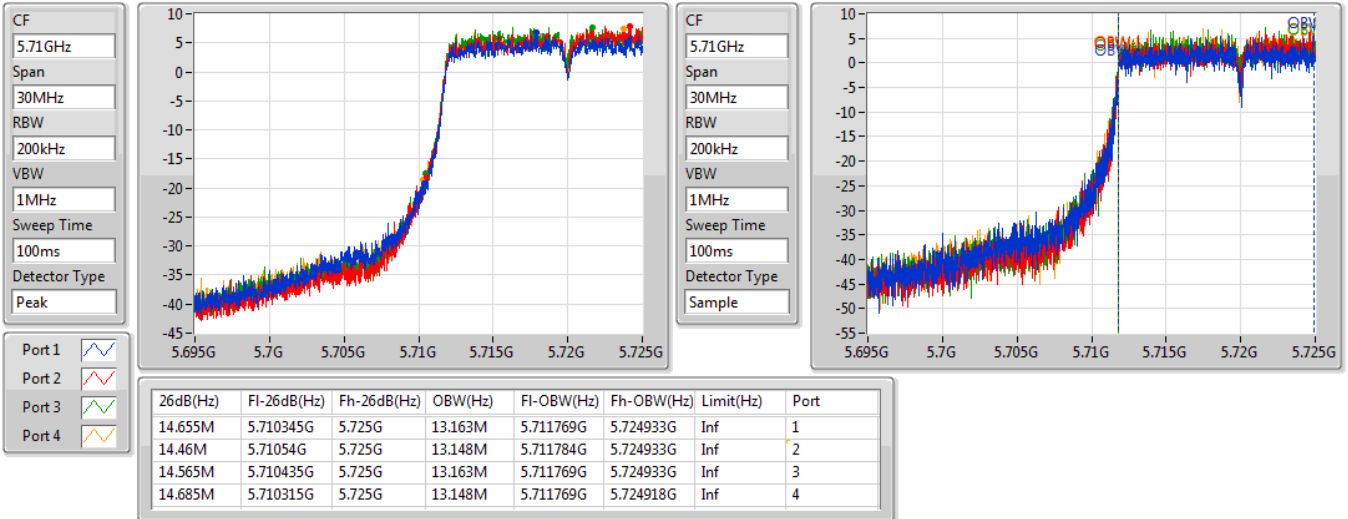 CF
5.71GHz
Span
30MHz
RBW
200kHz
VBW
1MHz
Sweep Time
100ms
Detector Type
Peak
10
5
0
-5
-10
-15
-20
-25
-30
-35
-40
-45
5.695G 5.7G 5.705G 5.71G 5.715G 5.72G 5.725G
CF
5.71GHz
Span
30MHz
RBW
200kHz
VBW
1MHz
Sweep Time
100ms
Detector Type
Sample
10
5
0
-5
-10
-15
-20
-25
-30
-35
-40
-45
-50
-55
5.695G 5.7G 5.705G 5.71G 5.715G 5.72G 5.725G
OBW
OBW
Port 1
Port 2
Port 3
Port 4
26dB(Hz) Fl-26dB(Hz) Fh-26dB(Hz) OBW(Hz) Fl-OBW(Hz) Fh-OBW(Hz) Limit(Hz) Port
14.655M 5.710345G 5.725G 13.163M 5.711769G 5.724933G Inf 1
14.46M 5.71054G 5.725G 13.148M 5.711784G 5.724933G Inf 2
14.565M 5.710435G 5.725G 13.163M 5.711769G 5.724933G Inf 3
14.685M 5.710315G 5.725G 13.148M 5.711769G 5.724918G Inf 4